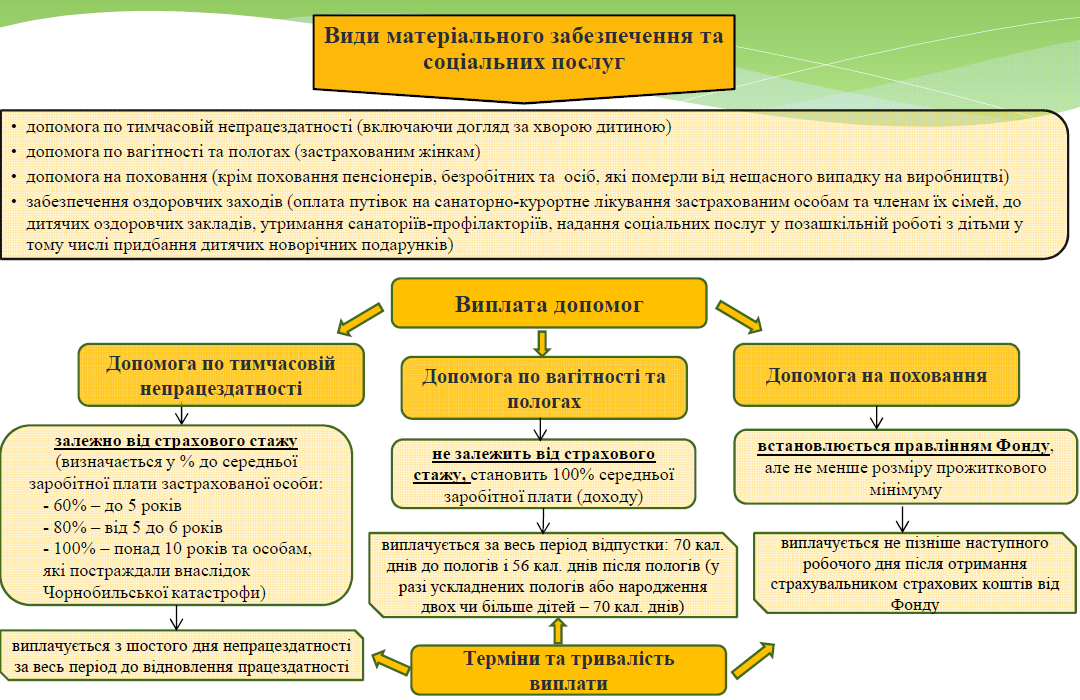 Види матеріального забезпечення та
соціальних послуг
• допомога по тимчасовій непрацездатності (включаючи догляд за хворою дитиною)
• допомога по вагітності та пологах (застрахованим жінкам)
• допомога на поховання (крім поховання пенсіонерів, безробітних та осіб, які померли від нещасного випадку на виробництві)
• забезпечення оздоровчих заходів (оплата путівок на санаторно-курортне лікування застрахованим особам та членам їх сімей, до
дитячих оздоровчих закладів, утримання санаторіїв-профілакторіїв, надання соціальних послуг у позашкільній роботі з дітьми у
тому числі придбання дитячих новорічних подарунків)
Виплата допомог
Допомога по тимчасовій
непрацездатності
залежно від страхового стажу
(визначається у % до середньої
заробітної плати застрахованої особи:
- 60% – до 5 років
- 80% – від 5 до 6 років
- 100% – понад 10 років та особам,
які постраждали внаслідок
Чорнобильської катастрофи)
виплачується з шостого дня непрацездатності
за весь період до відновлення працездатності
Допомога по вагітності та
пологах
не залежить від страхового
стажу, становить 100% середньої
заробітної плати (доходу)
виплачується за весь період відпустки: 70 кал.
днів до пологів і 56 кал. днів після пологів (у
разі ускладнених пологів або народження
двох чи більше дітей – 70 кал. днів)
Допомога на поховання
встановлюється правлінням Фонду,
але не менше розміру прожиткового
мінімуму
виплачується не пізніше наступного
робочого дня після отримання
страхувальником страхових коштів від
Фонду
Терміни та тривалість
виплати